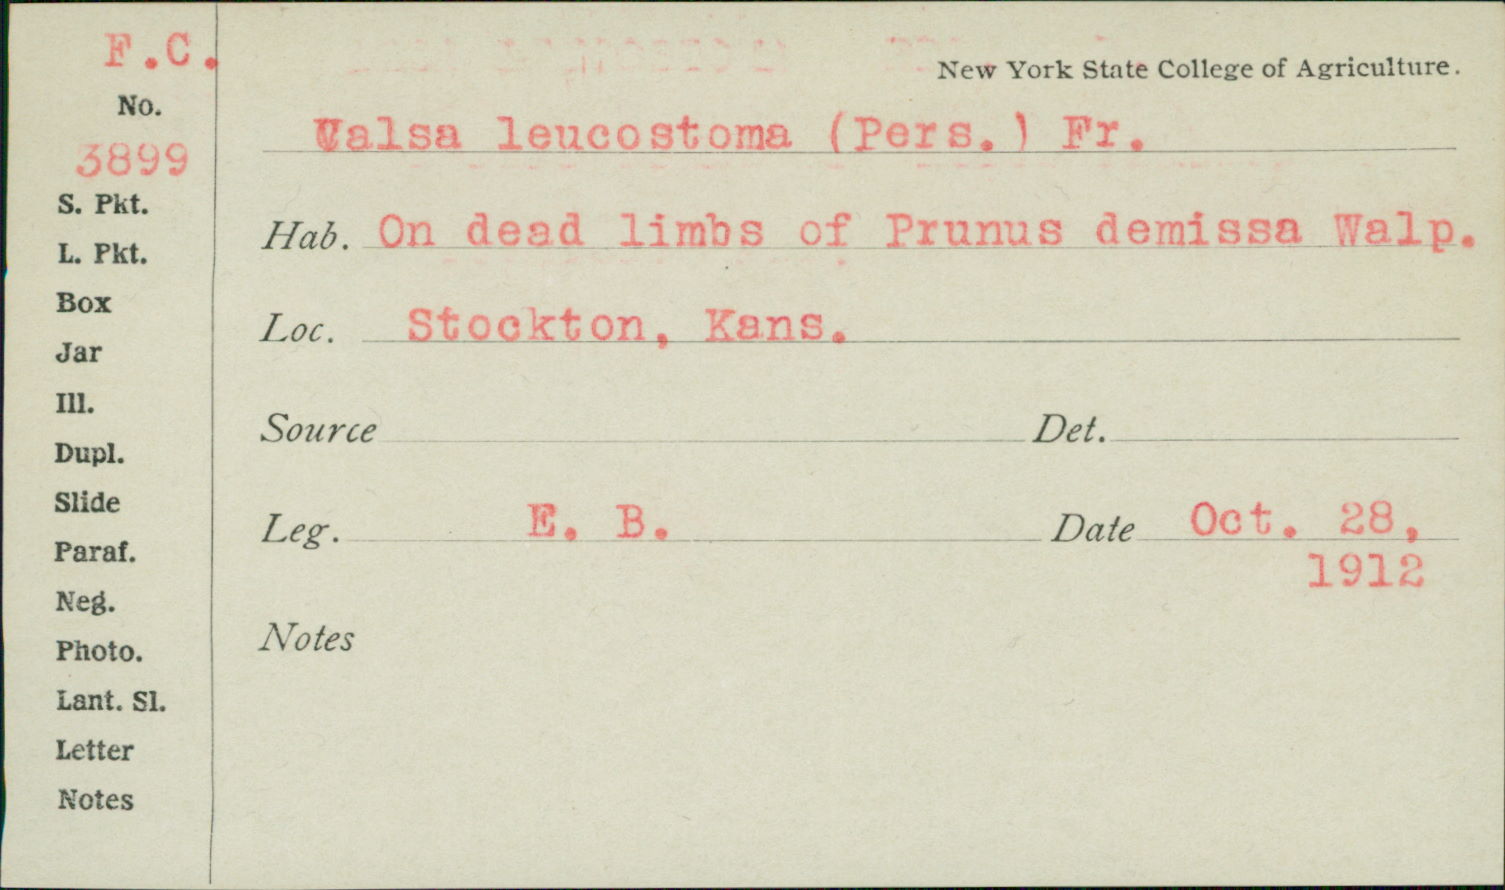 F.C.
New York State College of Agriculture.
No.
3899
Valsa leucostoma (Pers.) Fr.
S. Pkt.
Hab. On dead limbs of Prunus demissa Walp.
L. Pkt.
Box
Loc. Stockton, Kans.
Jar
Ill.
Source Det.
Dupl.
Slide
Leg. E. B. Date Oct. 28,
1912
Paraf.
Neg.
Notes
Photo.
Lant. Sl.
Letter
Notes